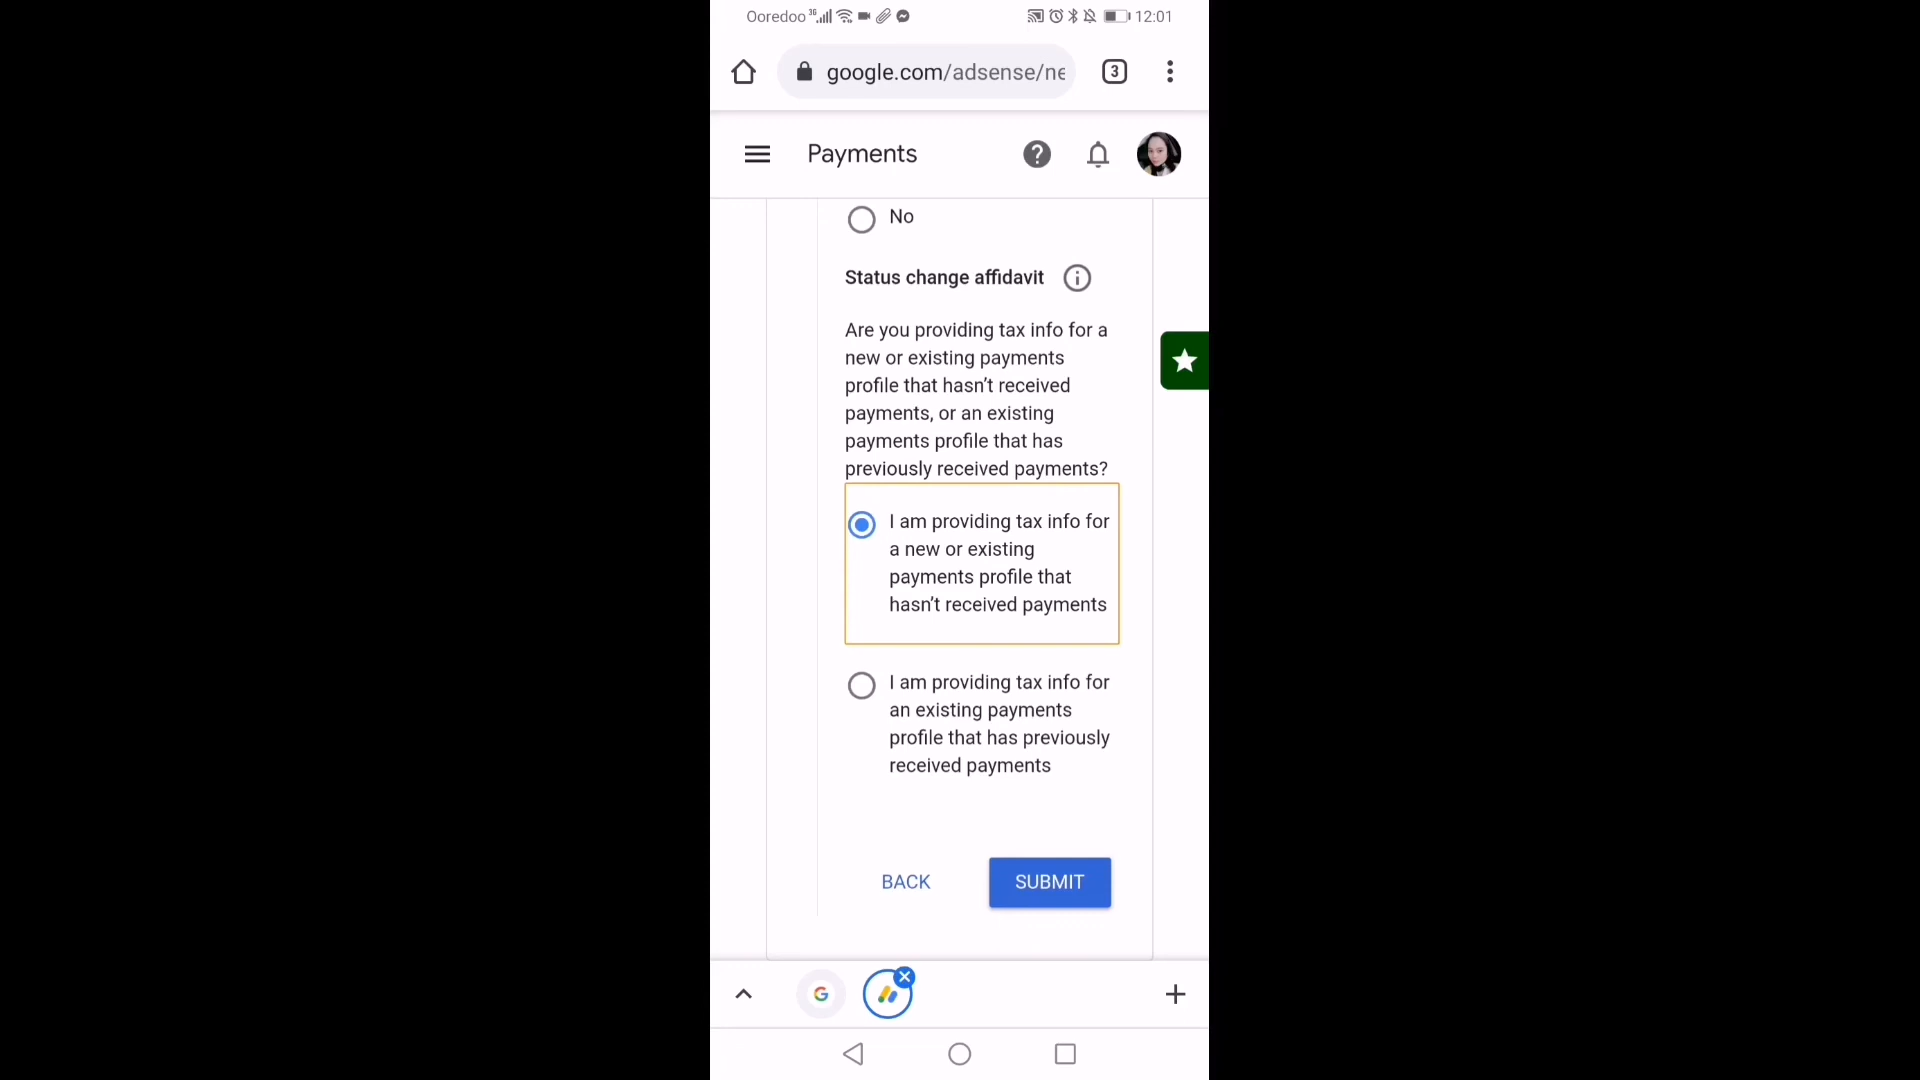 Ooredoo 3G 12:01
google.com/adsense/ne 3
Payments
No
Status change affidavit
Are you providing tax info for a
new or existing payments
profile that hasn’t received
payments, or an existing
payments profile that has
previously received payments?
I am providing tax info for
a new or existing
payments profile that
hasn’t received payments
I am providing tax info for
an existing payments
profile that has previously
received payments
BACK SUBMIT
G